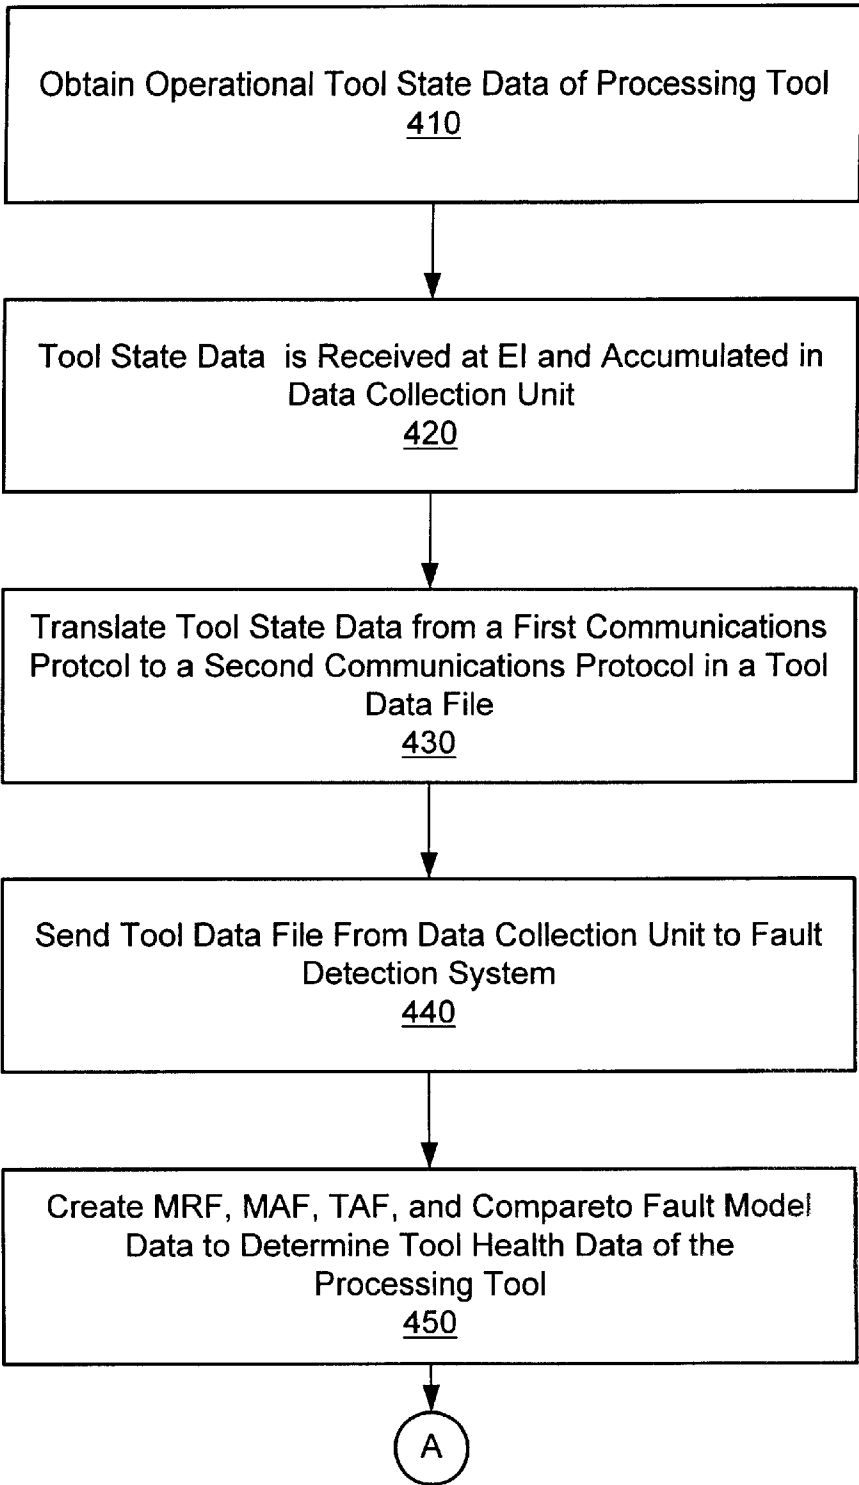 Obtain Operational Tool State Data of Processing Tool
410
Tool State Data is Received at EI and Accumulated in
Data Collection Unit
420
Translate Tool State Data from a First Communications
Protcol to a Second Communications Protocol in a Tool
Data File
430
Send Tool Data File From Data Collection Unit to Fault
Detection System
440
Create MRF, MAF, TAF, and Compareto Fault Model
Data to Determine Tool Health Data of the
Processing Tool
450
A